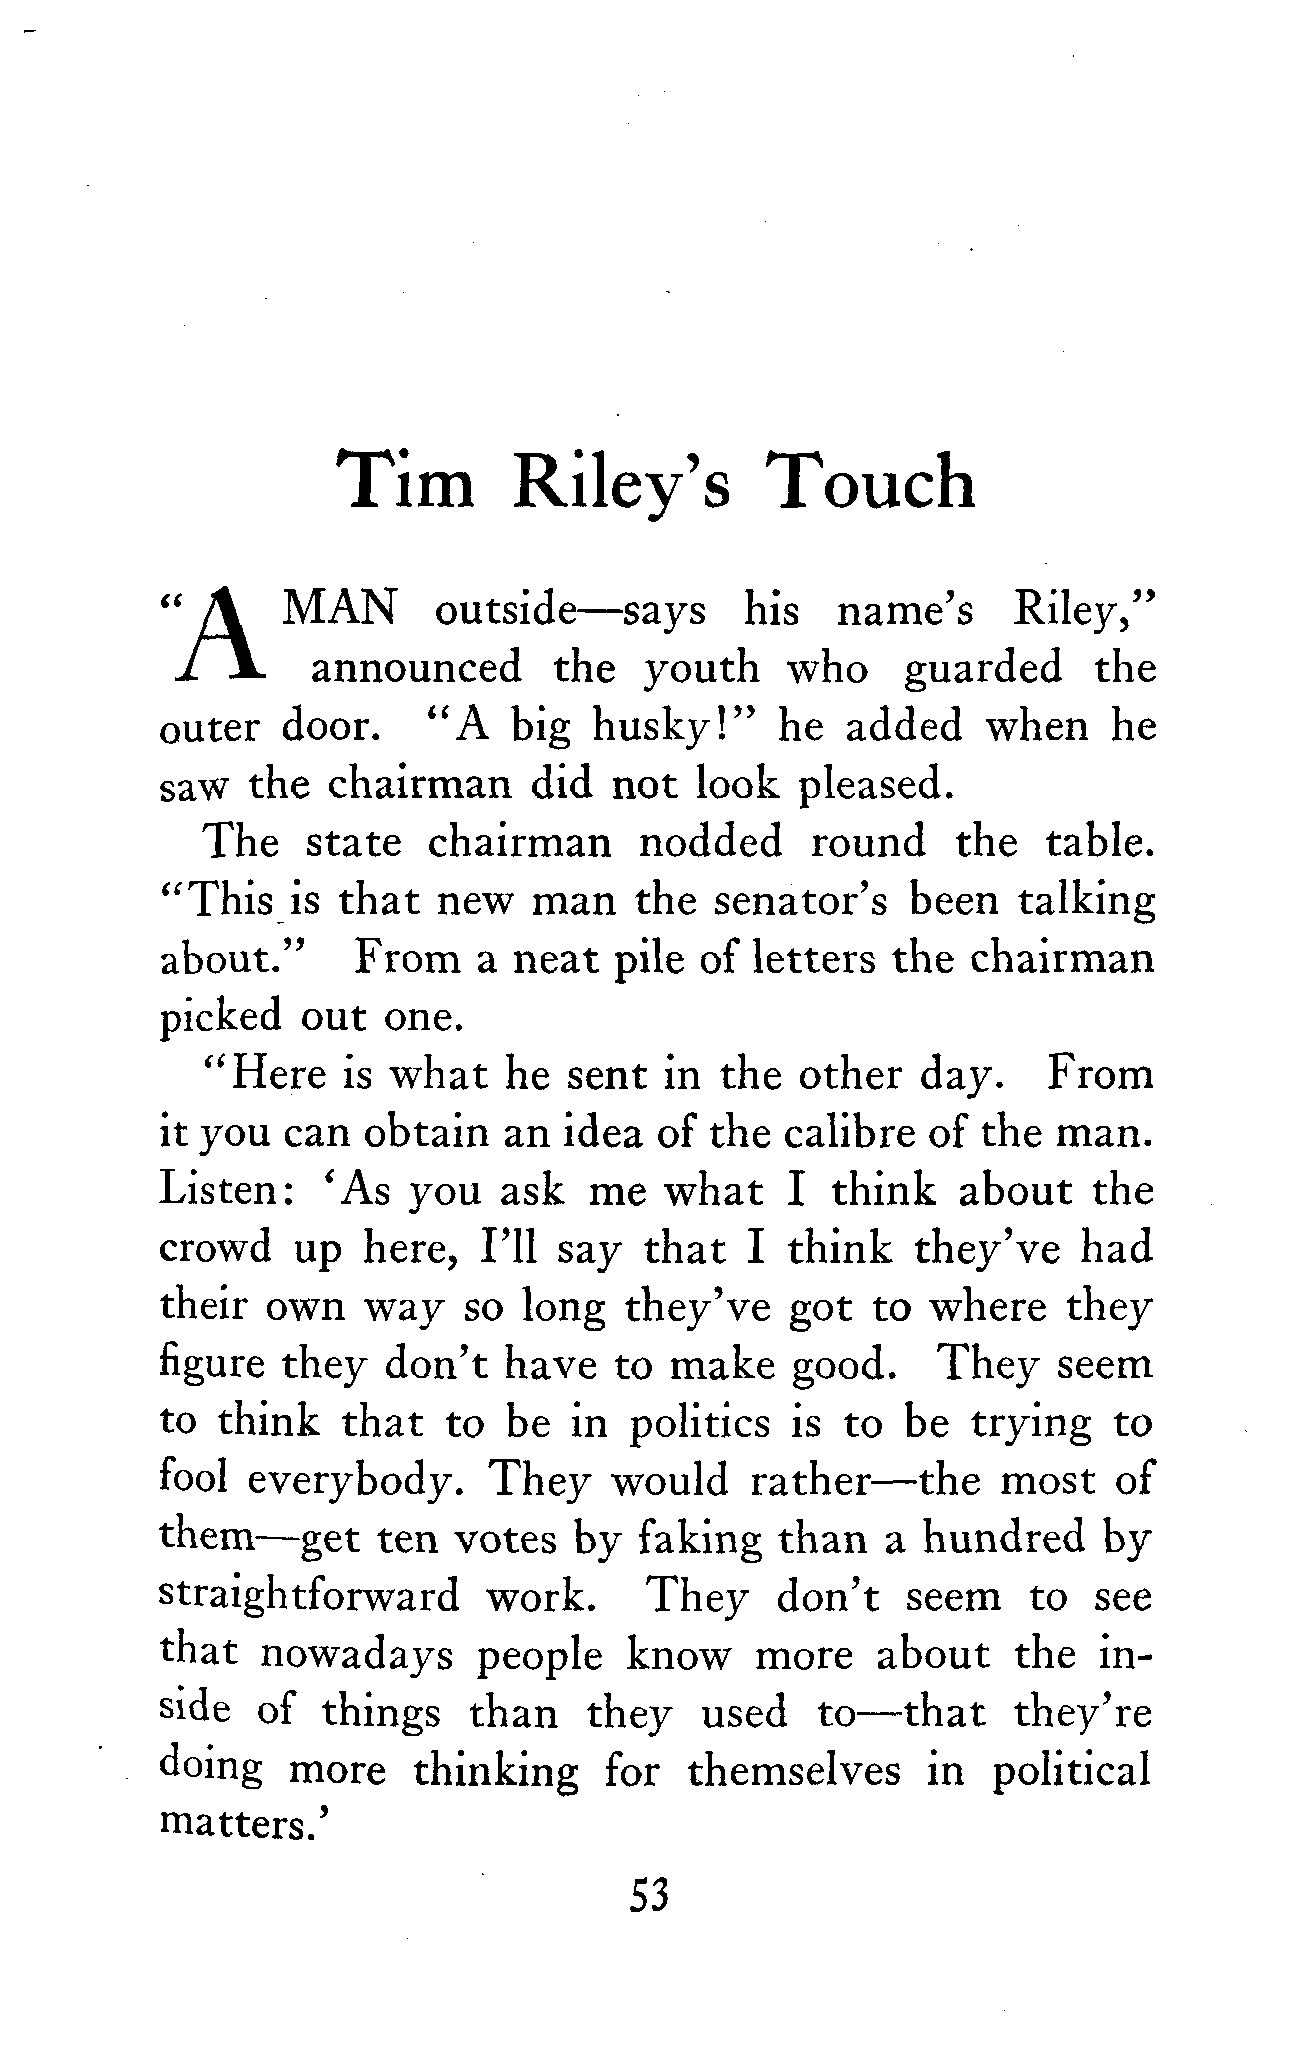 Tim Riley's Touch
"A MAN outside—says his name's Riley,"
announced the youth who guarded the
outer door. "A big husky!" he added when he
saw the chairman did not look pleased.
The state chairman nodded round the table.
"This is that new man the senator's been talking
about." From a neat pile of letters the chairman
picked out one.
"Here is what he sent in the other day. From
it you can obtain an idea of the calibre of the man.
Listen: 'As you ask me what I think about the
crowd up here, I'll say that I think they've had
their own way so long they've got to where they
figure they don't have to make good. They seem
to think that to be in politics is to be trying to
fool everybody. They would rather—the most of
them—get ten votes by faking than a hundred by
straightforward work. They don't seem to see
that nowadays people know more about the in-
side of things than they used to—that they're
doing more thinking for themselves in political
matters.'
53